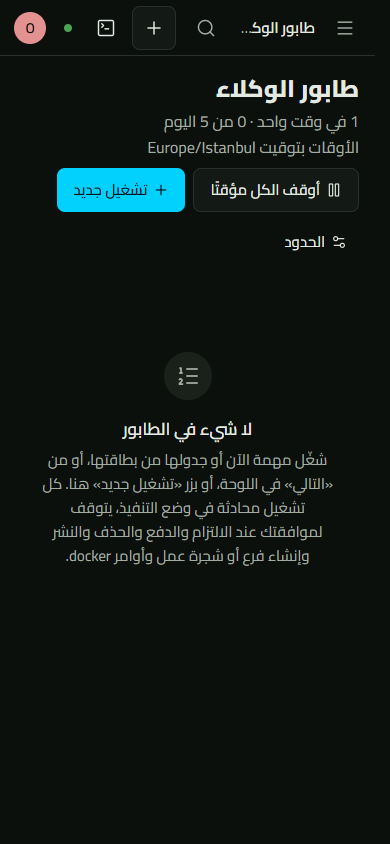 طابور الوك...
O
طابور الوكلاء
1 في وقت واحد · 0 من 5 اليوم
الأوقات بتوقيت Europe/Istanbul
أوقف الكل مؤقتًا
تشغيل جديد
الحدود
لا شيء في الطابور
شغّل مهمة الآن أو جدولها من بطاقتها، أو من
«التالي» في اللوحة، أو بزر «تشغيل جديد» هنا. كل
تشغيل محادثة في وضع التنفيذ، يتوقف
لموافقتك عند الالتزام والدفع والحذف والنشر
وإنشاء فرع أو شجرة عمل وأوامر docker.